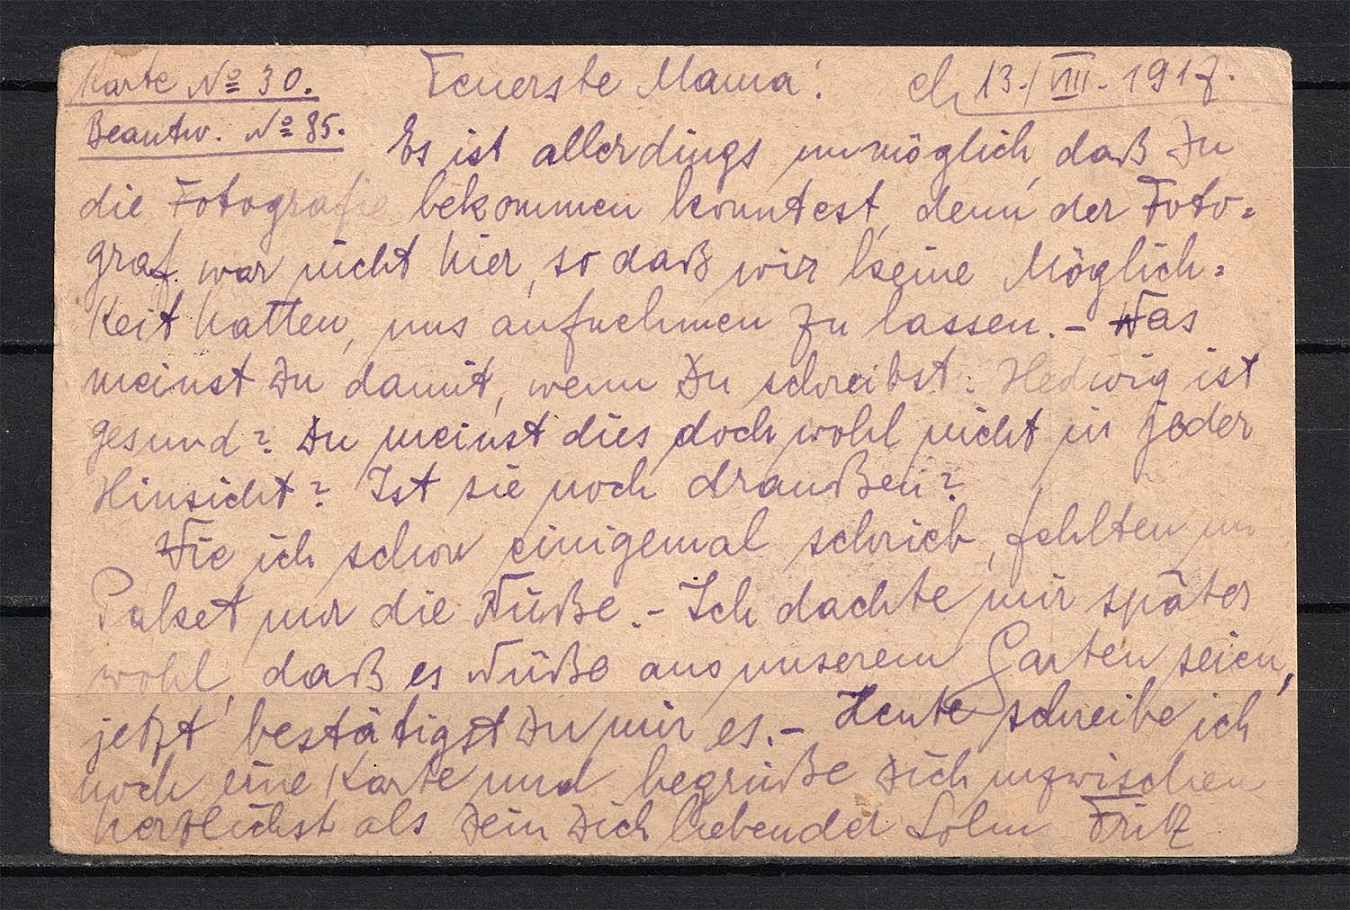 Karte No 30.
Teuerste Mama!
13./VIII. 1917.
Beantw. No 85.
Es ist allerdings unmöglich, daß Du
die Fotografie bekommen konntest, denn der Foto=
graf war nicht hier, so daß wir keine Möglich=
keit hatten, uns aufnehmen zu lassen. – Was
meinst Du damit, wenn Du schreibst: Hedwig ist
gesund? Du meinst dies doch wohl nicht in jeder
Hinsicht? Ist sie noch draußen?
Wie ich schon einigemal schrieb, fehlten im
Paket nur die Nüße. – Ich dachte mir später
wohl, daß es Nüße aus unserem Garten seien,
jetzt bestätigst Du mir es. – Heute schreibe ich
noch eine Karte und begrüße Dich inzwischen
herzlichst als Dein Dich liebender Sohn Fritz